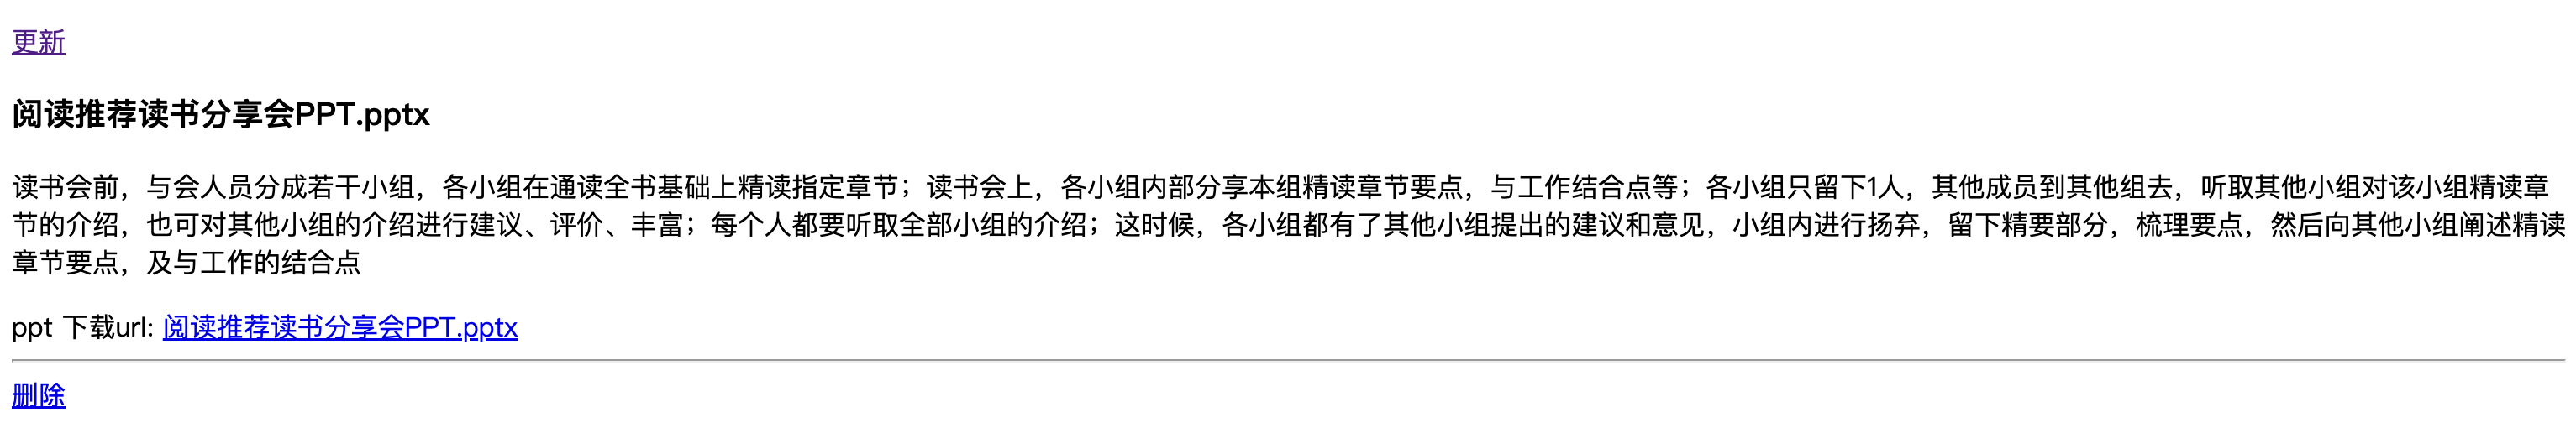 更新
阅读推荐读书分享会PPT.pptx
读书会前，与会人员分成若干小组，各小组在通读全书基础上精读指定章节；读书会上，各小组内部分享本组精读章节要点，与工作结合点等；各小组只留下1人，其他成员到其他组去，听取其他小组对该小组精读章
节的介绍，也可对其他小组的介绍进行建议、评价、丰富；每个人都要听取全部小组的介绍；这时候，各小组都有了其他小组提出的建议和意见，小组内进行扬弃，留下精要部分，梳理要点，然后向其他小组阐述精读
章节要点，及与工作的结合点
ppt 下载url: 阅读推荐读书分享会PPT.pptx
删除